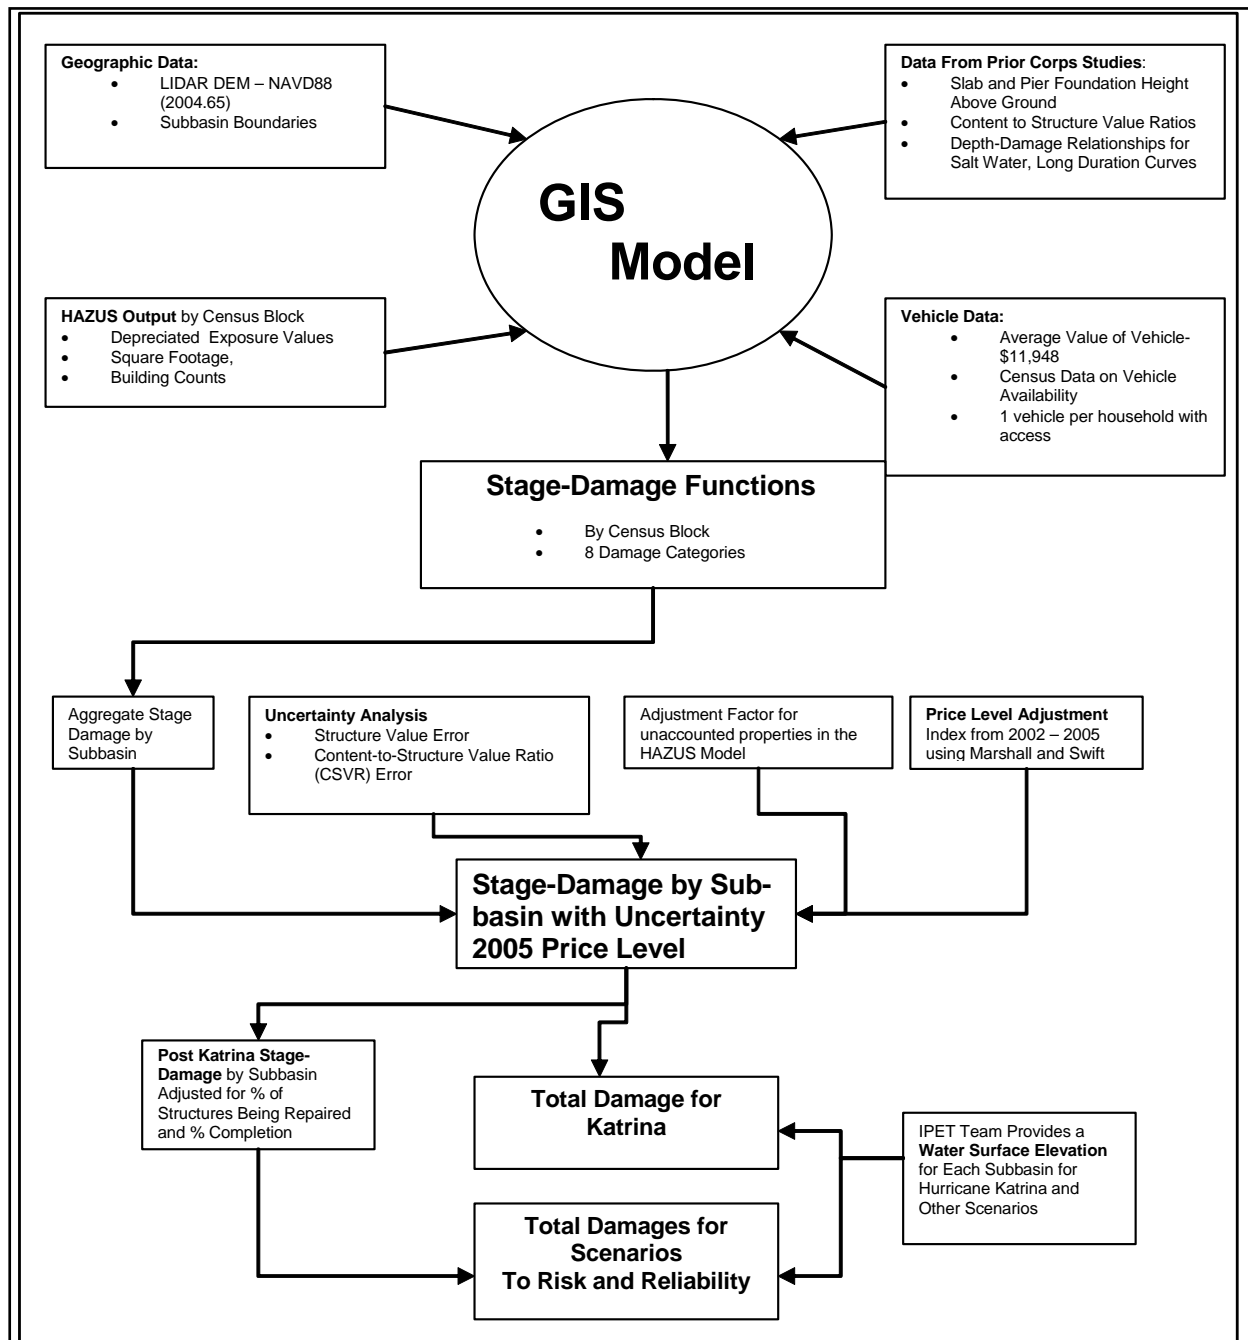 Geographic Data:
• LIDAR DEM – NAVD88
(2004.65)
• Subbasin Boundaries
Data From Prior Corps Studies:
• Slab and Pier Foundation Height
Above Ground
• Content to Structure Value Ratios
• Depth-Damage Relationships for
Salt Water, Long Duration Curves
GIS
Model
HAZUS Output by Census Block
• Depreciated Exposure Values
• Square Footage,
• Building Counts
Vehicle Data:
• Average Value of Vehicle-
$11,948
• Census Data on Vehicle
Availability
• 1 vehicle per household with
access
Stage-Damage Functions
• By Census Block
• 8 Damage Categories
Aggregate Stage
Damage by
Subbasin
Uncertainty Analysis
• Structure Value Error
• Content-to-Structure Value Ratio
(CSVR) Error
Adjustment Factor for
unaccounted properties in the
HAZUS Model
Price Level Adjustment
Index from 2002 – 2005
using Marshall and Swift
Stage-Damage by Sub-
basin with Uncertainty
2005 Price Level
Post Katrina Stage-
Damage by Subbasin
Adjusted for % of
Structures Being Repaired
and % Completion
Total Damage for
Katrina
IPET Team Provides a
Water Surface Elevation
for Each Subbasin for
Hurricane Katrina and
Other Scenarios
Total Damages for
Scenarios
To Risk and Reliability